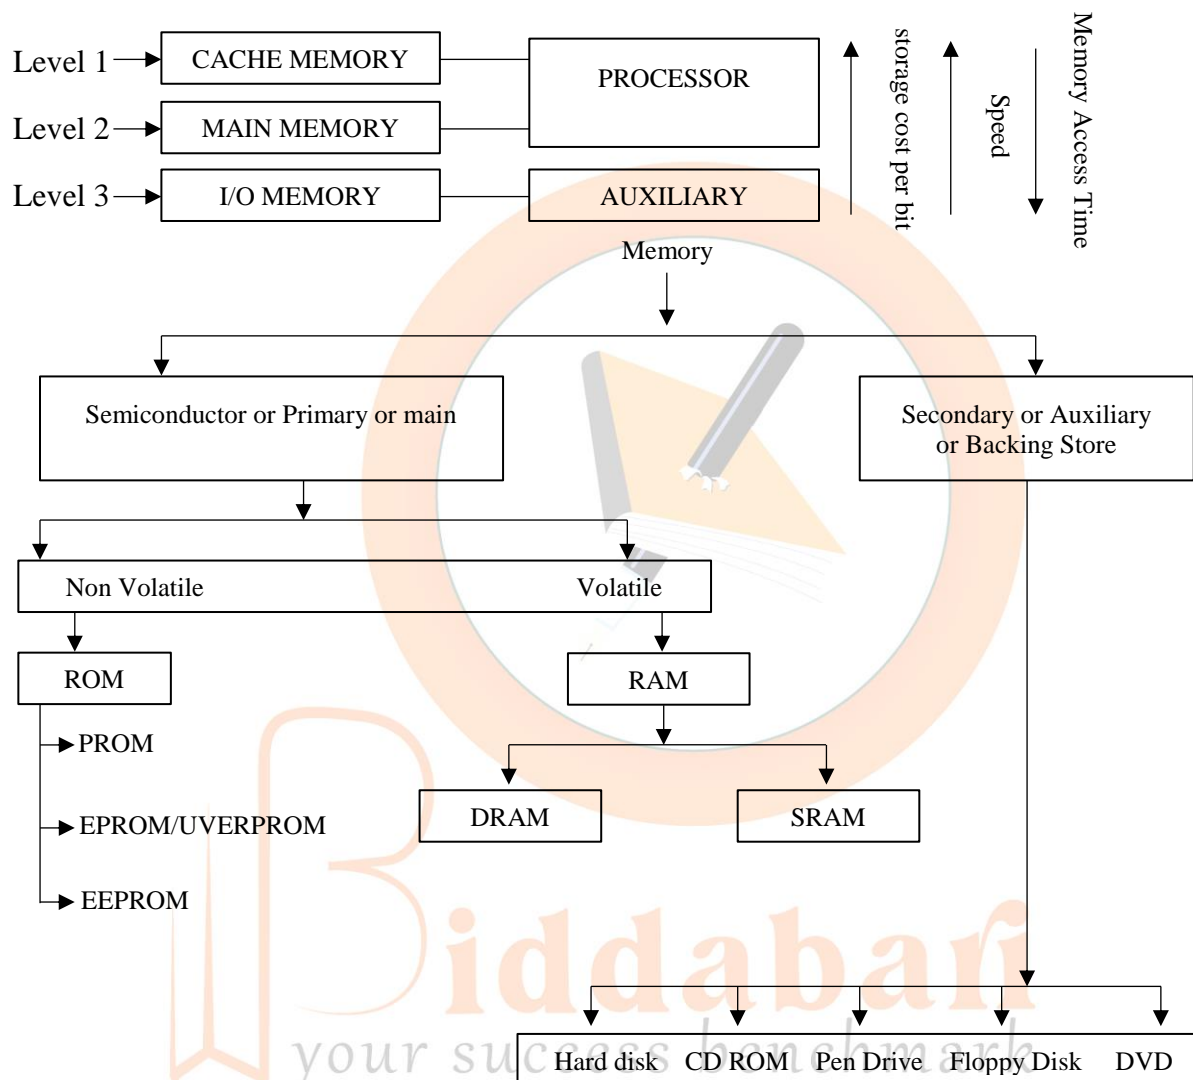 Level 1
CACHE MEMORY
PROCESSOR
Level 2
MAIN MEMORY
Level 3
I/O MEMORY
AUXILIARY
storage cost per bit
Speed
Memory Access Time
Memory
Semiconductor or Primary or main
Secondary or Auxiliary
or Backing Store
Non Volatile
Volatile
ROM
RAM
PROM
EPROM/UVERPROM
EEPROM
DRAM
SRAM
Biddabari
your success benchmark
Hard disk
CD ROM
Pen Drive
Floppy Disk
DVD